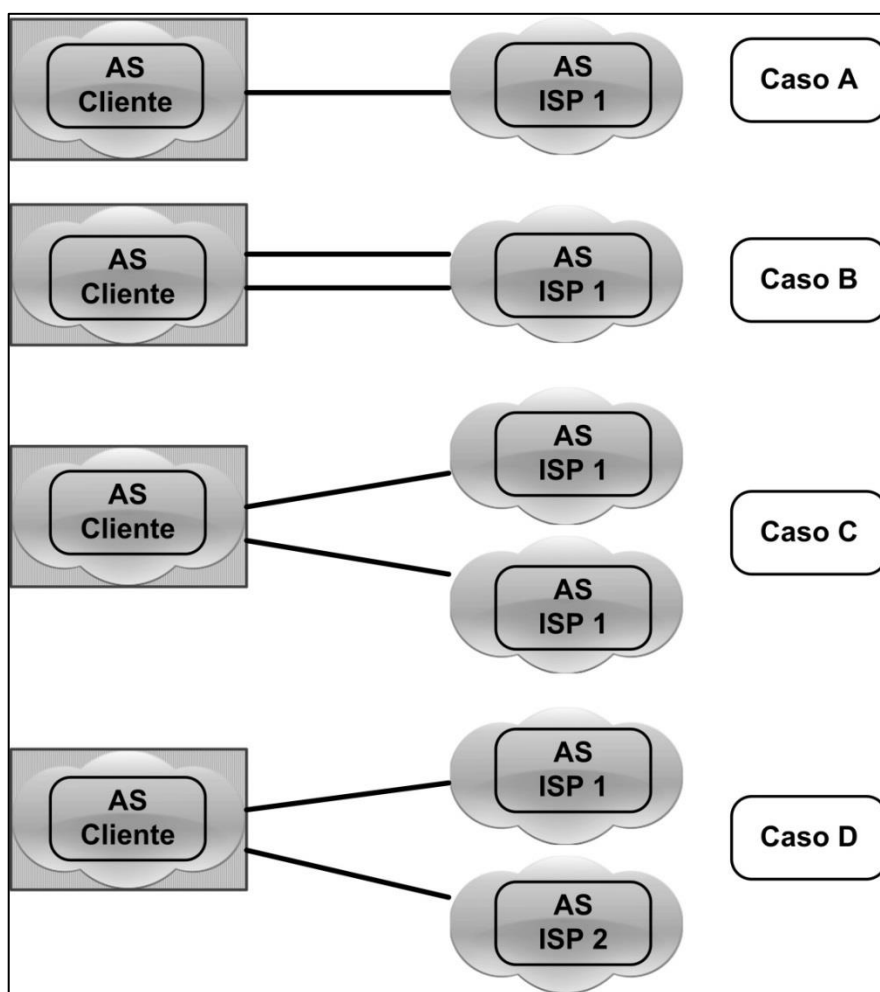 AS
Cliente
AS
ISP 1
Caso A
AS
Cliente
AS
ISP 1
Caso B
AS
Cliente
AS
ISP 1
AS
ISP 1
Caso C
AS
Cliente
AS
ISP 1
AS
ISP 2
Caso D